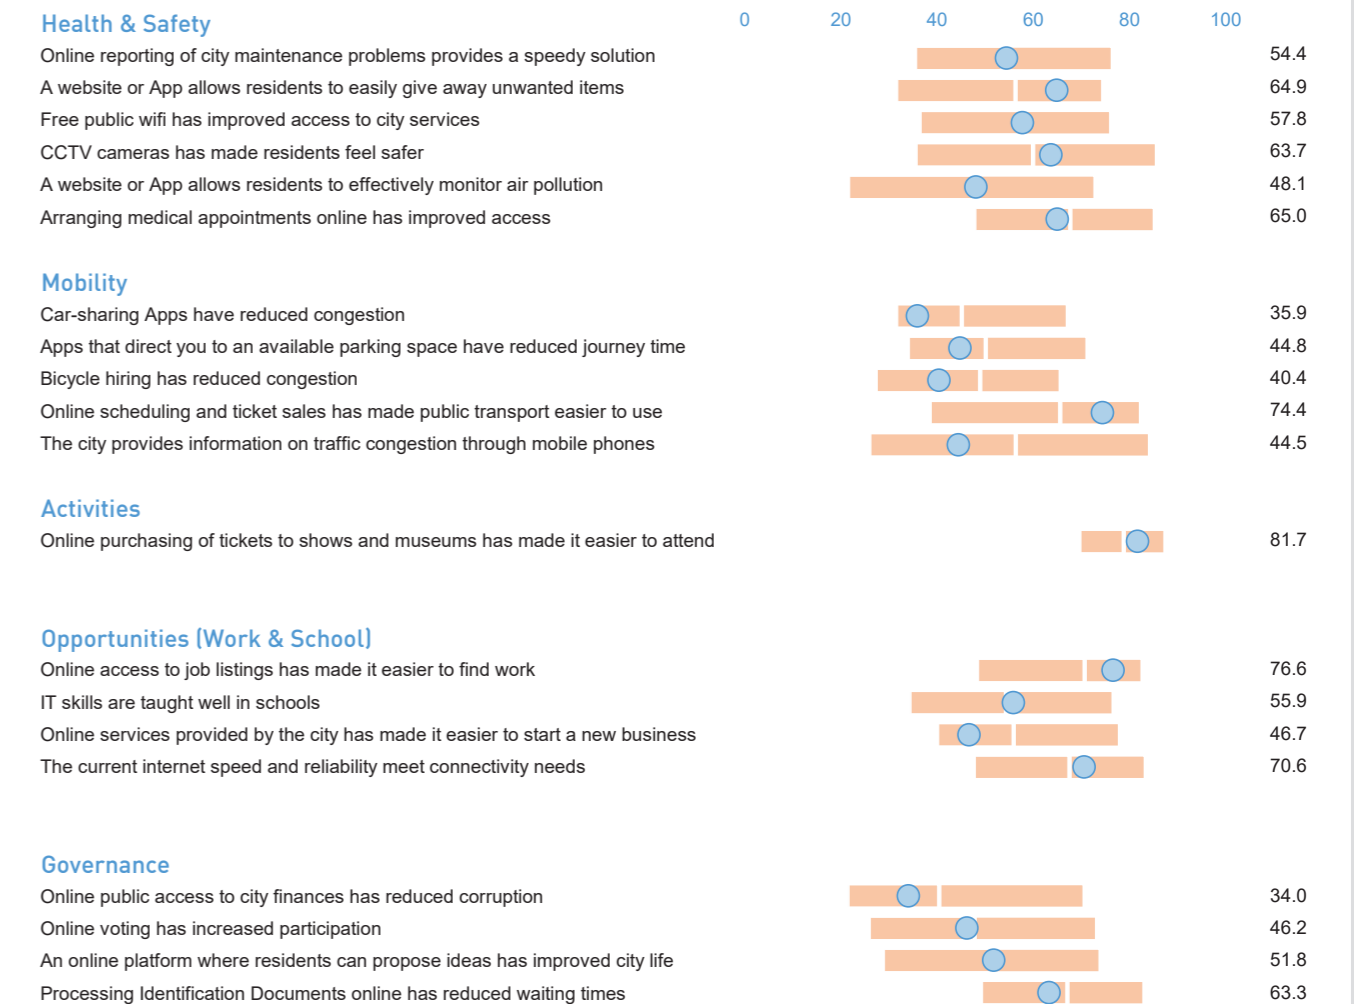 Health & Safety 0 20 40 60 80 100
Online reporting of city maintenance problems provides a speedy solution 54.4
A website or App allows residents to easily give away unwanted items 64.9
Free public wifi has improved access to city services 57.8
CCTV cameras has made residents feel safer 63.7
A website or App allows residents to effectively monitor air pollution 48.1
Arranging medical appointments online has improved access 65.0
Mobility
Car-sharing Apps have reduced congestion 35.9
Apps that direct you to an available parking space have reduced journey time 44.8
Bicycle hiring has reduced congestion 40.4
Online scheduling and ticket sales has made public transport easier to use 74.4
The city provides information on traffic congestion through mobile phones 44.5
Activities
Online purchasing of tickets to shows and museums has made it easier to attend 81.7
Opportunities (Work & School)
Online access to job listings has made it easier to find work 76.6
IT skills are taught well in schools 55.9
Online services provided by the city has made it easier to start a new business 46.7
The current internet speed and reliability meet connectivity needs 70.6
Governance
Online public access to city finances has reduced corruption 34.0
Online voting has increased participation 46.2
An online platform where residents can propose ideas has improved city life 51.8
Processing Identification Documents online has reduced waiting times 63.3